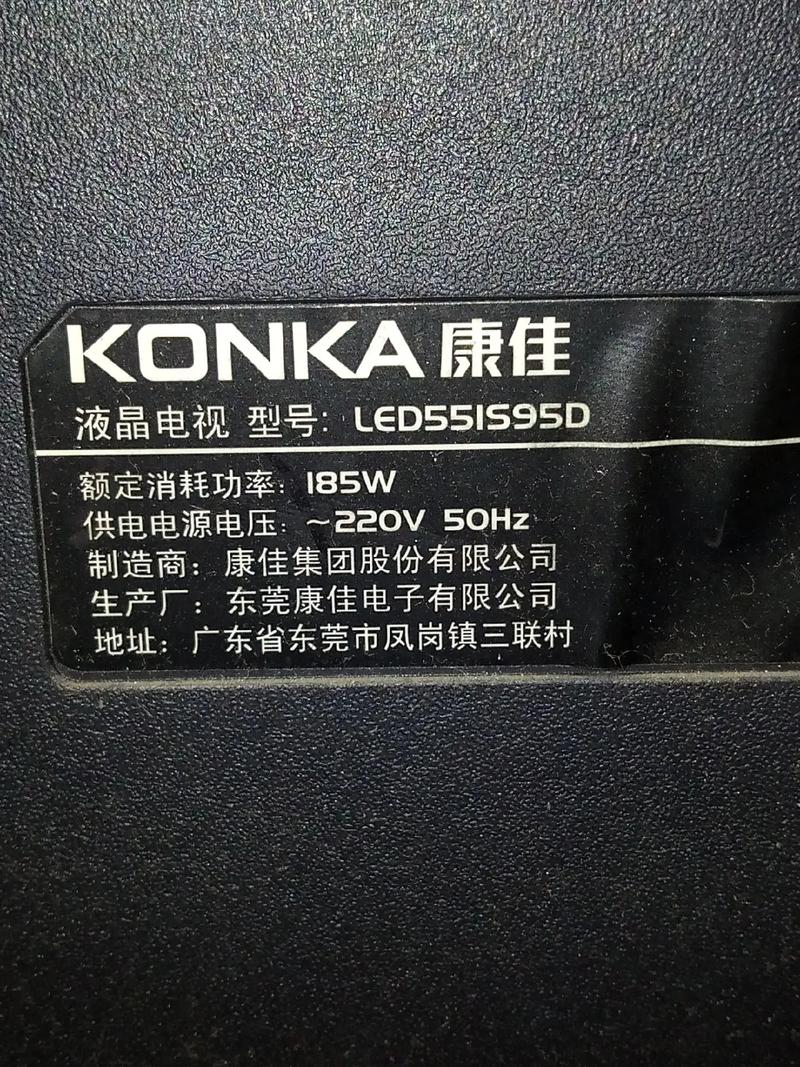 KONKA 康佳
液晶电视 型号: LED55IS95D
额定消耗功率: 185W
供电电源电压: ~220V 50Hz
制造商: 康佳集团股份有限公司
生产厂: 东莞康佳电子有限公司
地址: 广东省东莞市凤岗镇三联村